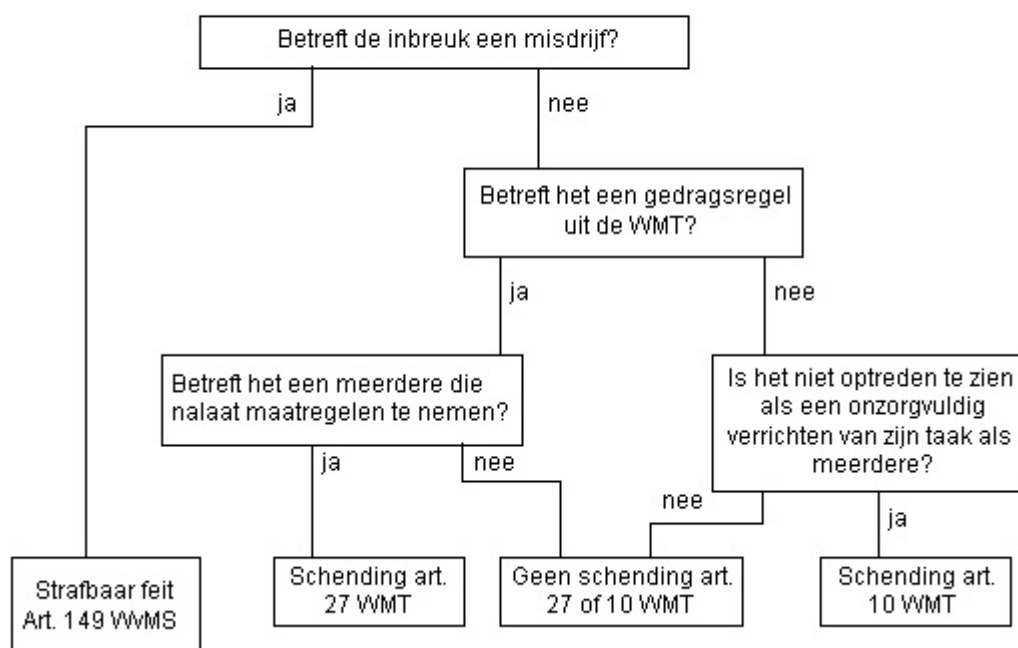 Betreft de inbreuk een misdrijf?
ja
nee
Betreft het een gedragsregel
uit de WMT?
ja
nee
Betreft het een meerdere die
nalaat maatregelen te nemen?
Is het niet optreden te zien
als een onzorgvuldig
verrichten van zijn taak als
meerdere?
ja
nee
nee
ja
Strafbaar feit
Art. 149 WvMS
Schending art.
27 WMT
Geen schending art.
27 of 10 WMT
Schending art.
10 WMT